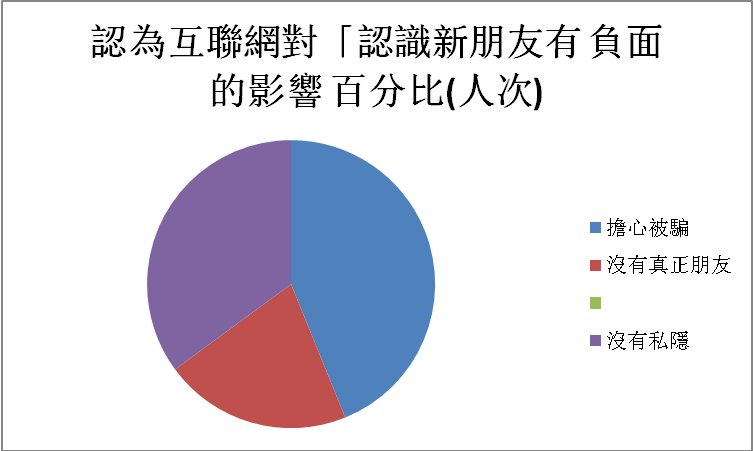 認為互聯網對「認識新朋友有 負面
的影響 百分比(人次)
擔心被騙
沒有真正朋友
沒有私隱